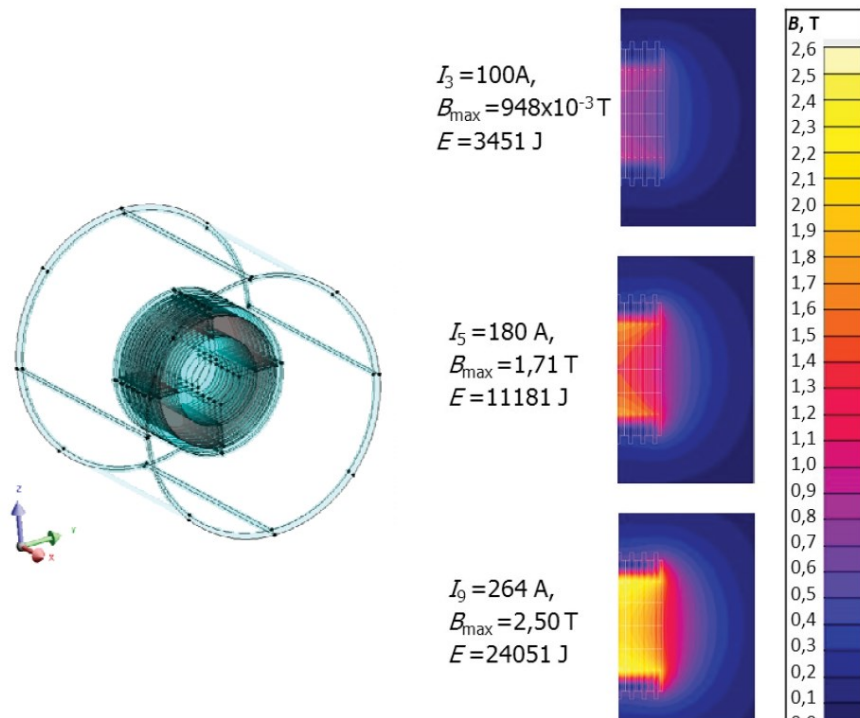 I₃ =100A,
Bₘₐₓ =948x10⁻³ T
E =3451 J
I₅ =180 A,
Bₘₐₓ =1,71 T
E =11181 J
I₉ =264 A,
Bₘₐₓ =2,50 T
E =24051 J
z
Y
X
B, T
2,6
2,5
2,4
2,3
2,2
2,1
2,0
1,9
1,8
1,7
1,6
1,5
1,4
1,3
1,2
1,1
1,0
0,9
0,8
0,7
0,6
0,5
0,4
0,3
0,2
0,1